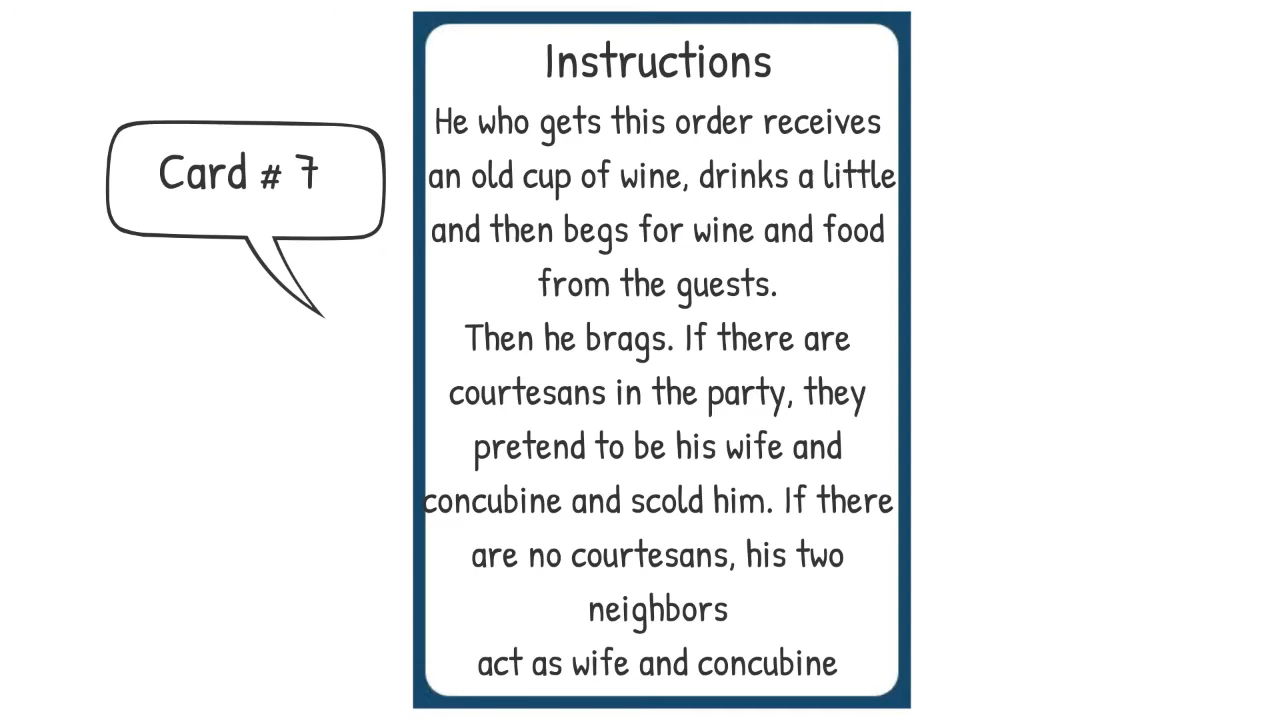 Card # 7
Instructions
He who gets this order receives
an old cup of wine, drinks a little
and then begs for wine and food
from the guests.
Then he brags. If there are
courtesans in the party, they
pretend to be his wife and
concubine and scold him. If there
are no courtesans, his two
neighbors
act as wife and concubine